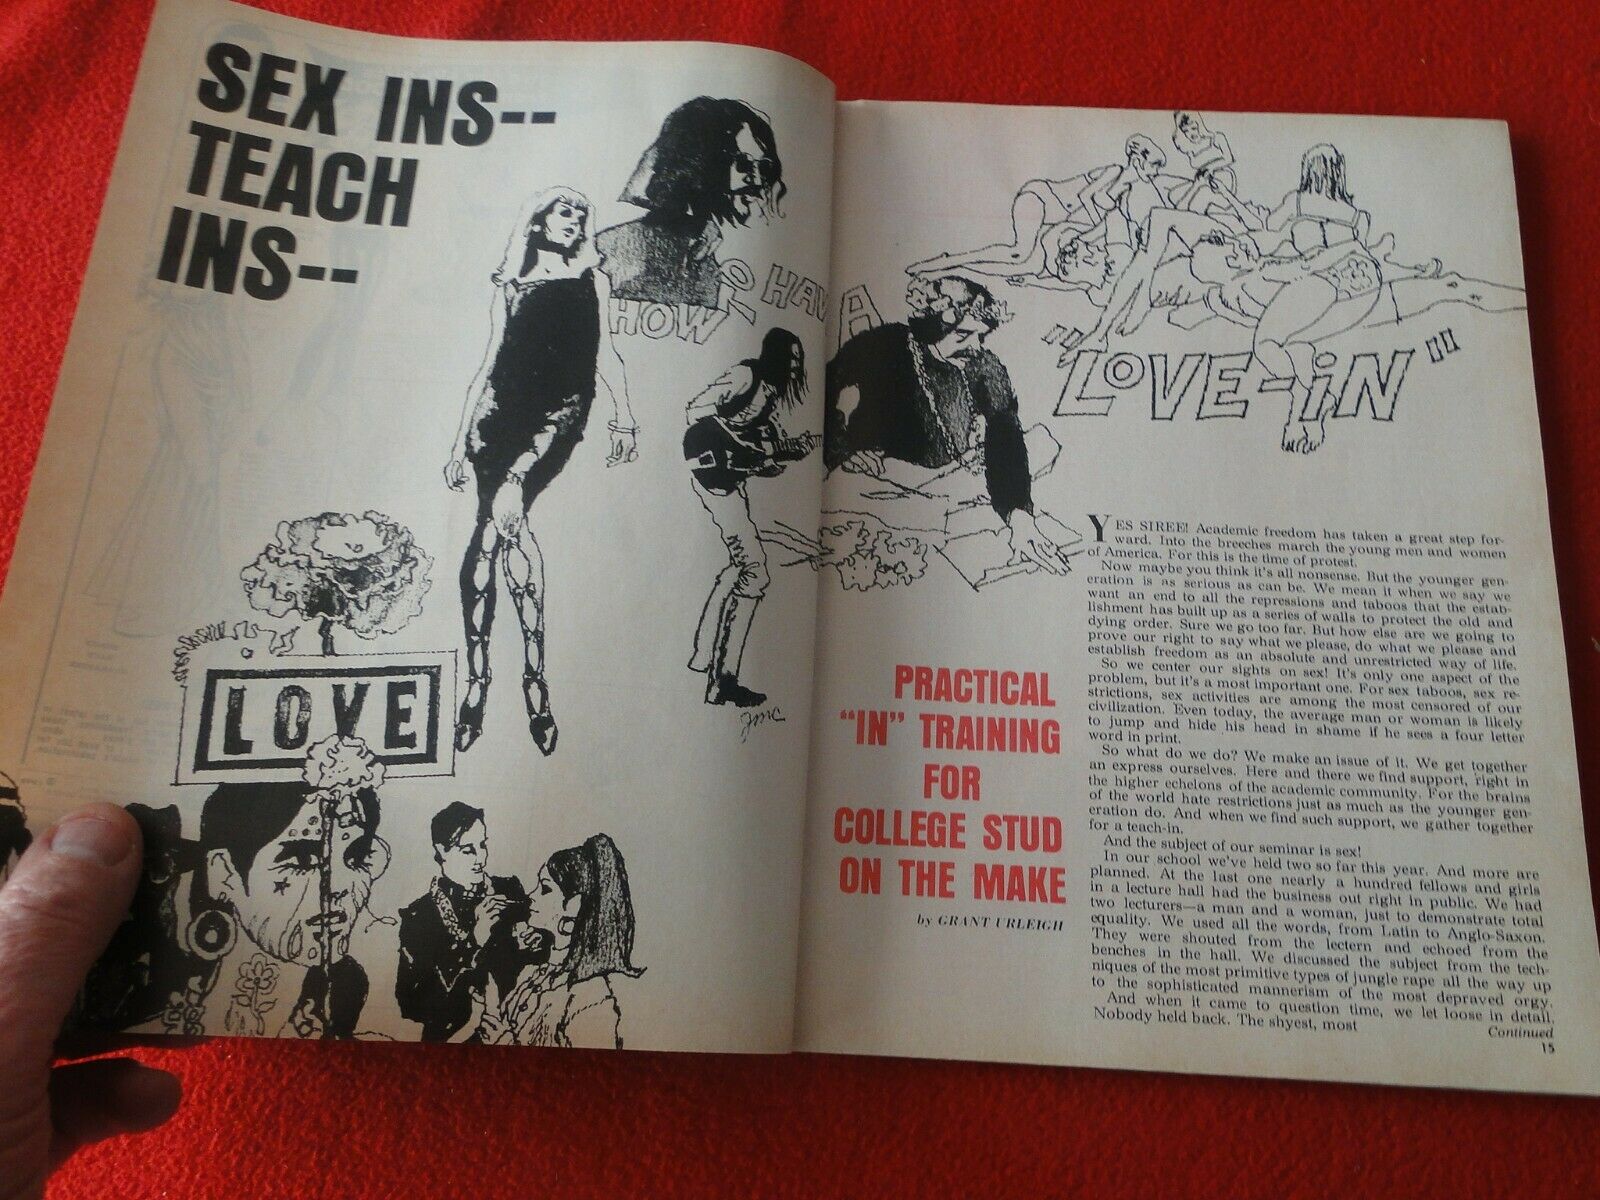 SEX INS--
TEACH
INS--
HOW TO HAVE A
"LOVE-IN"
LOVE
JMC
PRACTICAL
"IN" TRAINING
FOR
COLLEGE STUD
ON THE MAKE
by GRANT URLEIGH
YES SIREE! Academic freedom has taken a great step for-
ward. Into the breeches march the young men and women
of America. For this is the time of protest.
Now maybe you think it's all nonsense. But the younger gen-
eration is as serious as can be. We mean it when we say we
want an end to all the repressions and taboos that the estab-
lishment has built up as a series of walls to protect the old and
dying order. Sure we go too far. But how else are we going to
prove our right to say what we please, do what we please and
establish freedom as an absolute and unrestricted way of life.
So we center our sights on sex! It's only one aspect of the
problem, but it's a most important one. For sex taboos, sex re-
strictions, sex activities are among the most censored of our
civilization. Even today, the average man or woman is likely
to jump and hide his head in shame if he sees a four letter
word in print.
So what do we do? We make an issue of it. We get together
an express ourselves. Here and there we find support, right in
the higher echelons of the academic community. For the brains
of the world hate restrictions just as much as the younger gen-
eration do. And when we find such support, we gather together
for a teach-in.
And the subject of our seminar is sex!
In our school we've held two so far this year. And more are
planned. At the last one nearly a hundred fellows and girls
in a lecture hall had the business out right in public. We had
two lecturers—a man and a woman, just to demonstrate total
equality. We used all the words, from Latin to Anglo-Saxon.
They were shouted from the lectern and echoed from the
benches in the hall. We discussed the subject from the tech-
niques of the most primitive types of jungle rape all the way up
to the sophisticated mannerism of the most depraved orgy.
And when it came to question time, we let loose in detail.
Nobody held back. The shyest, most
Continued
15